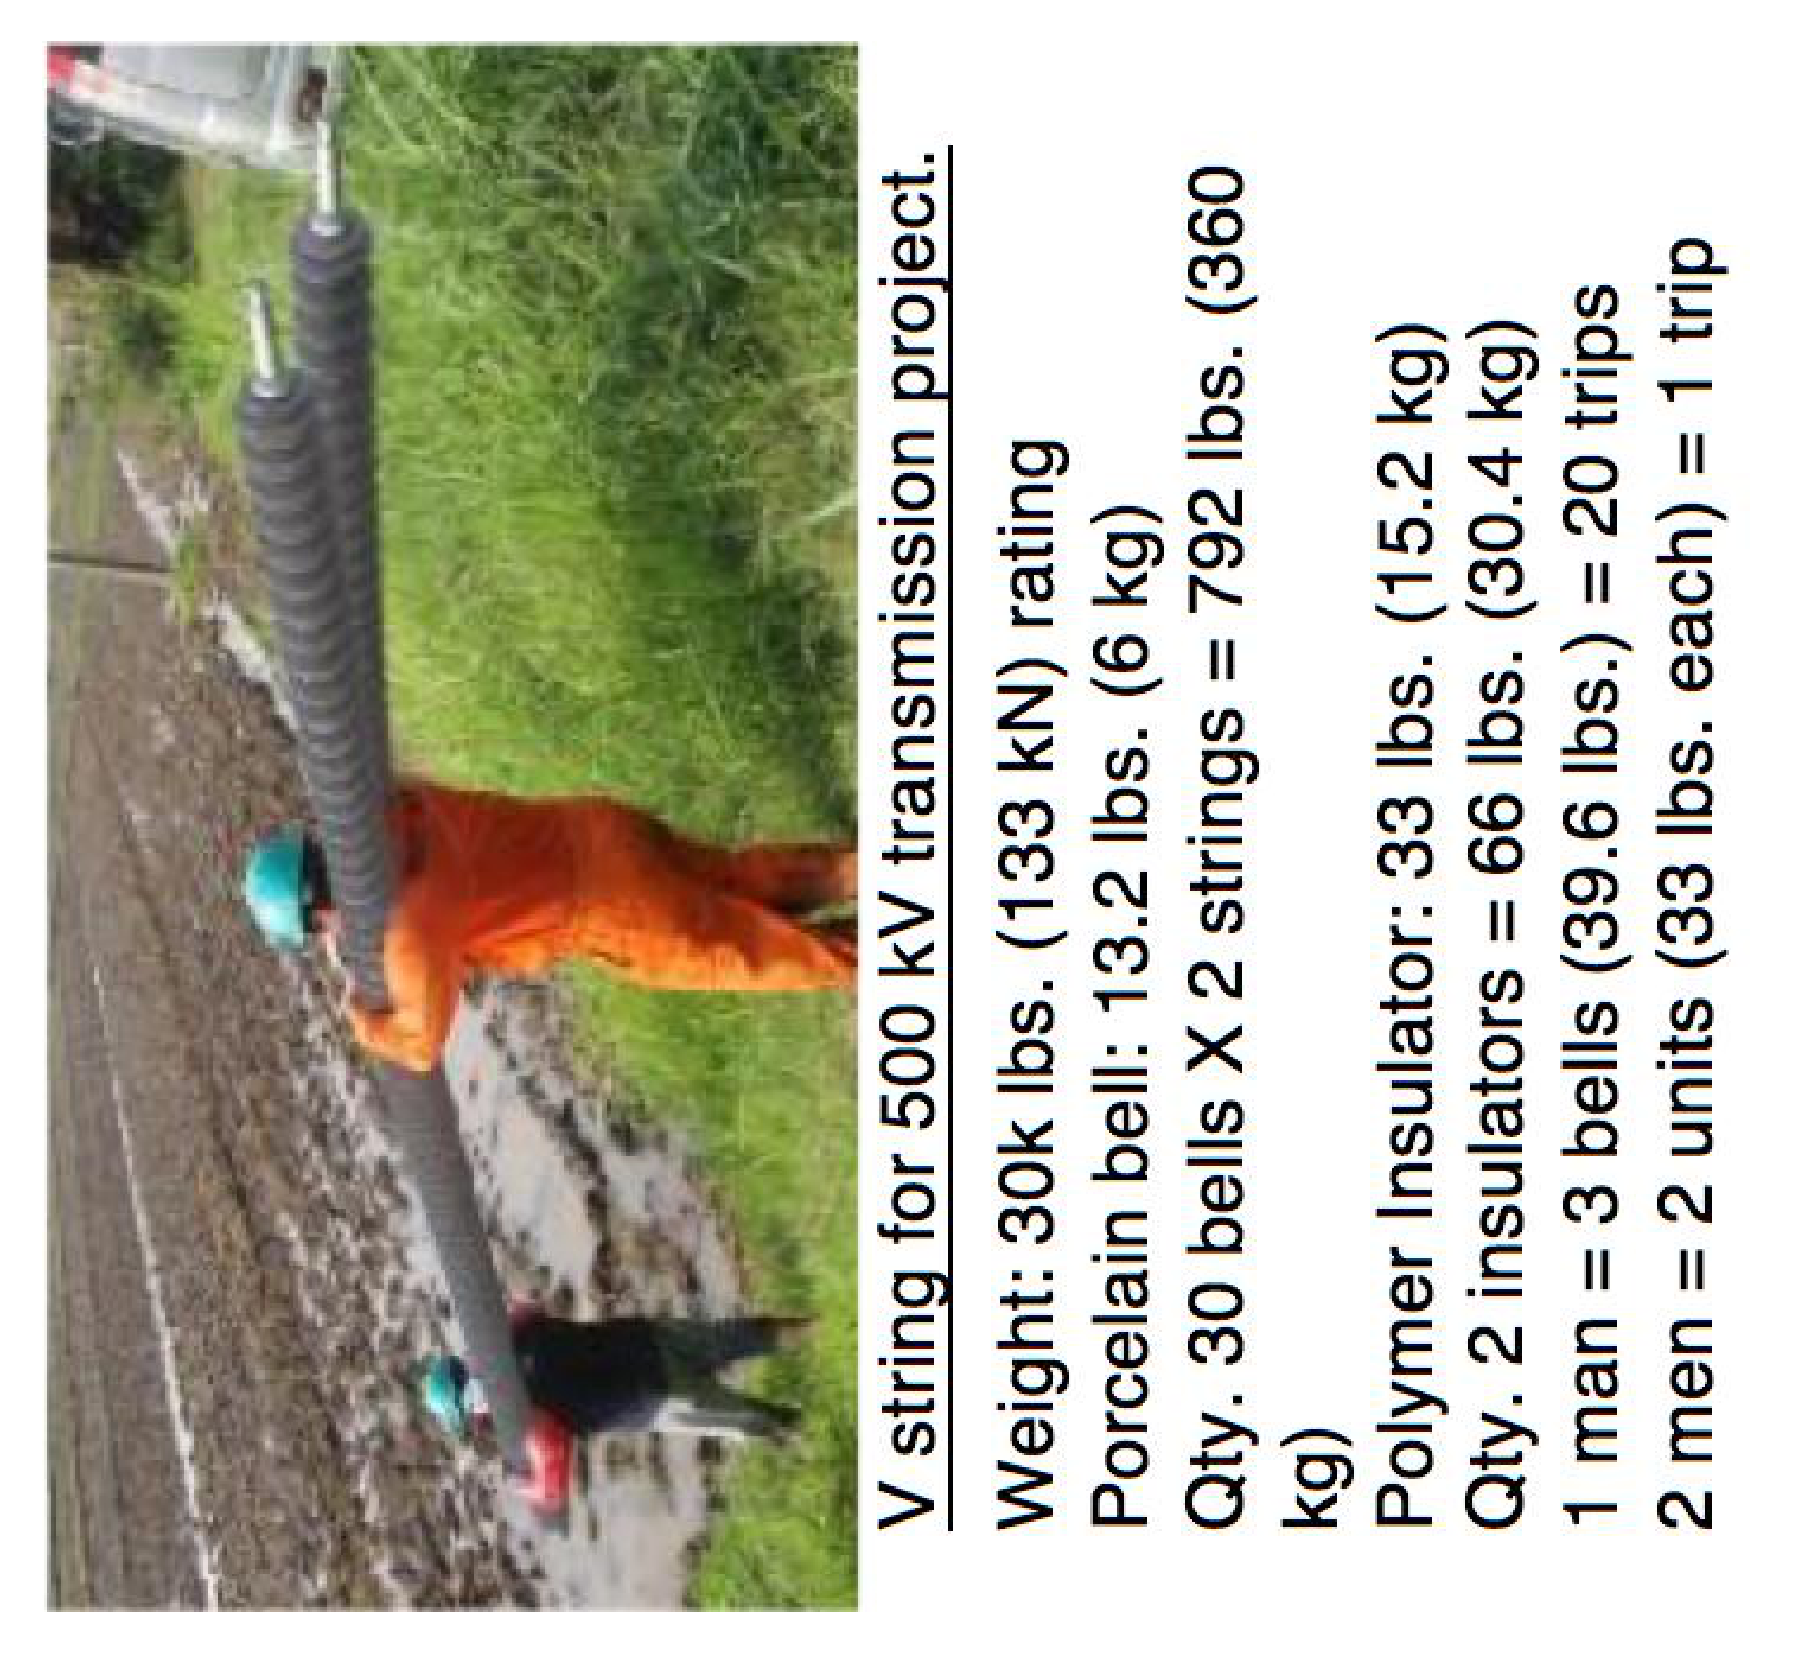 V string for 500 kV transmission project.
Weight: 30k lbs. (133 kN) rating
Porcelain bell: 13.2 lbs. (6 kg)
Qty. 30 bells X 2 strings = 792 lbs. (360
kg)
Polymer Insulator: 33 lbs. (15.2 kg)
Qty. 2 insulators = 66 lbs. (30.4 kg)
1 man = 3 bells (39.6 lbs.) = 20 trips
2 men = 2 units (33 lbs. each) = 1 trip